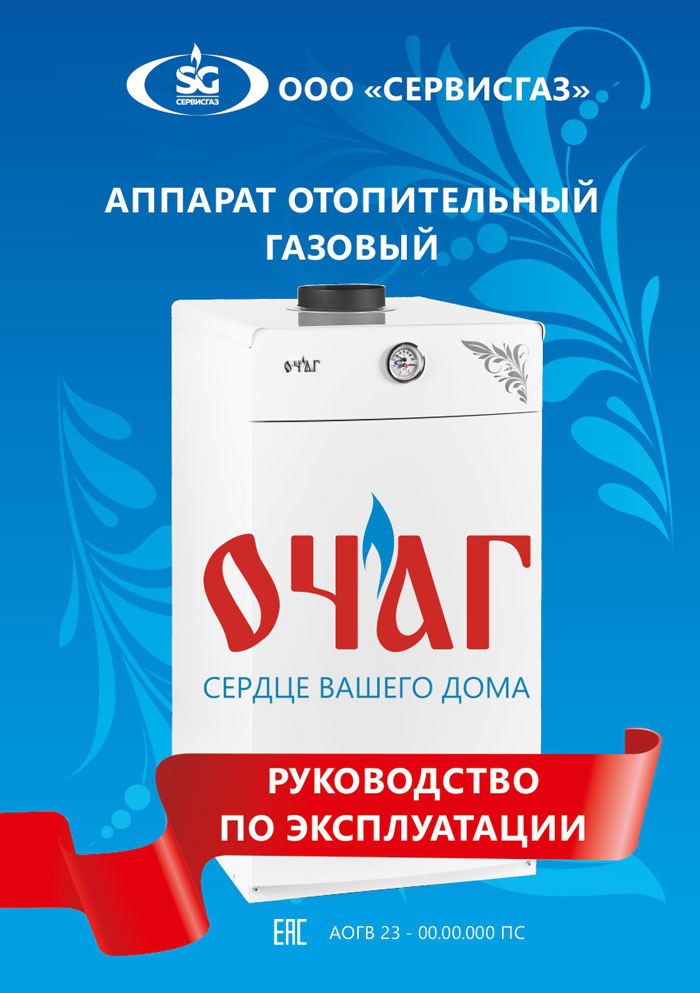 SG
СЕРВИСГАЗ
ООО «СЕРВИСГАЗ»
АППАРАТ ОТОПИТЕЛЬНЫЙ
ГАЗОВЫЙ
ОЧАГ
ОЧАГ
СЕРДЦЕ ВАШЕГО ДОМА
РУКОВОДСТВО
ПО ЭКСПЛУАТАЦИИ
EAC АОГВ 23 - 00.00.000 ПС